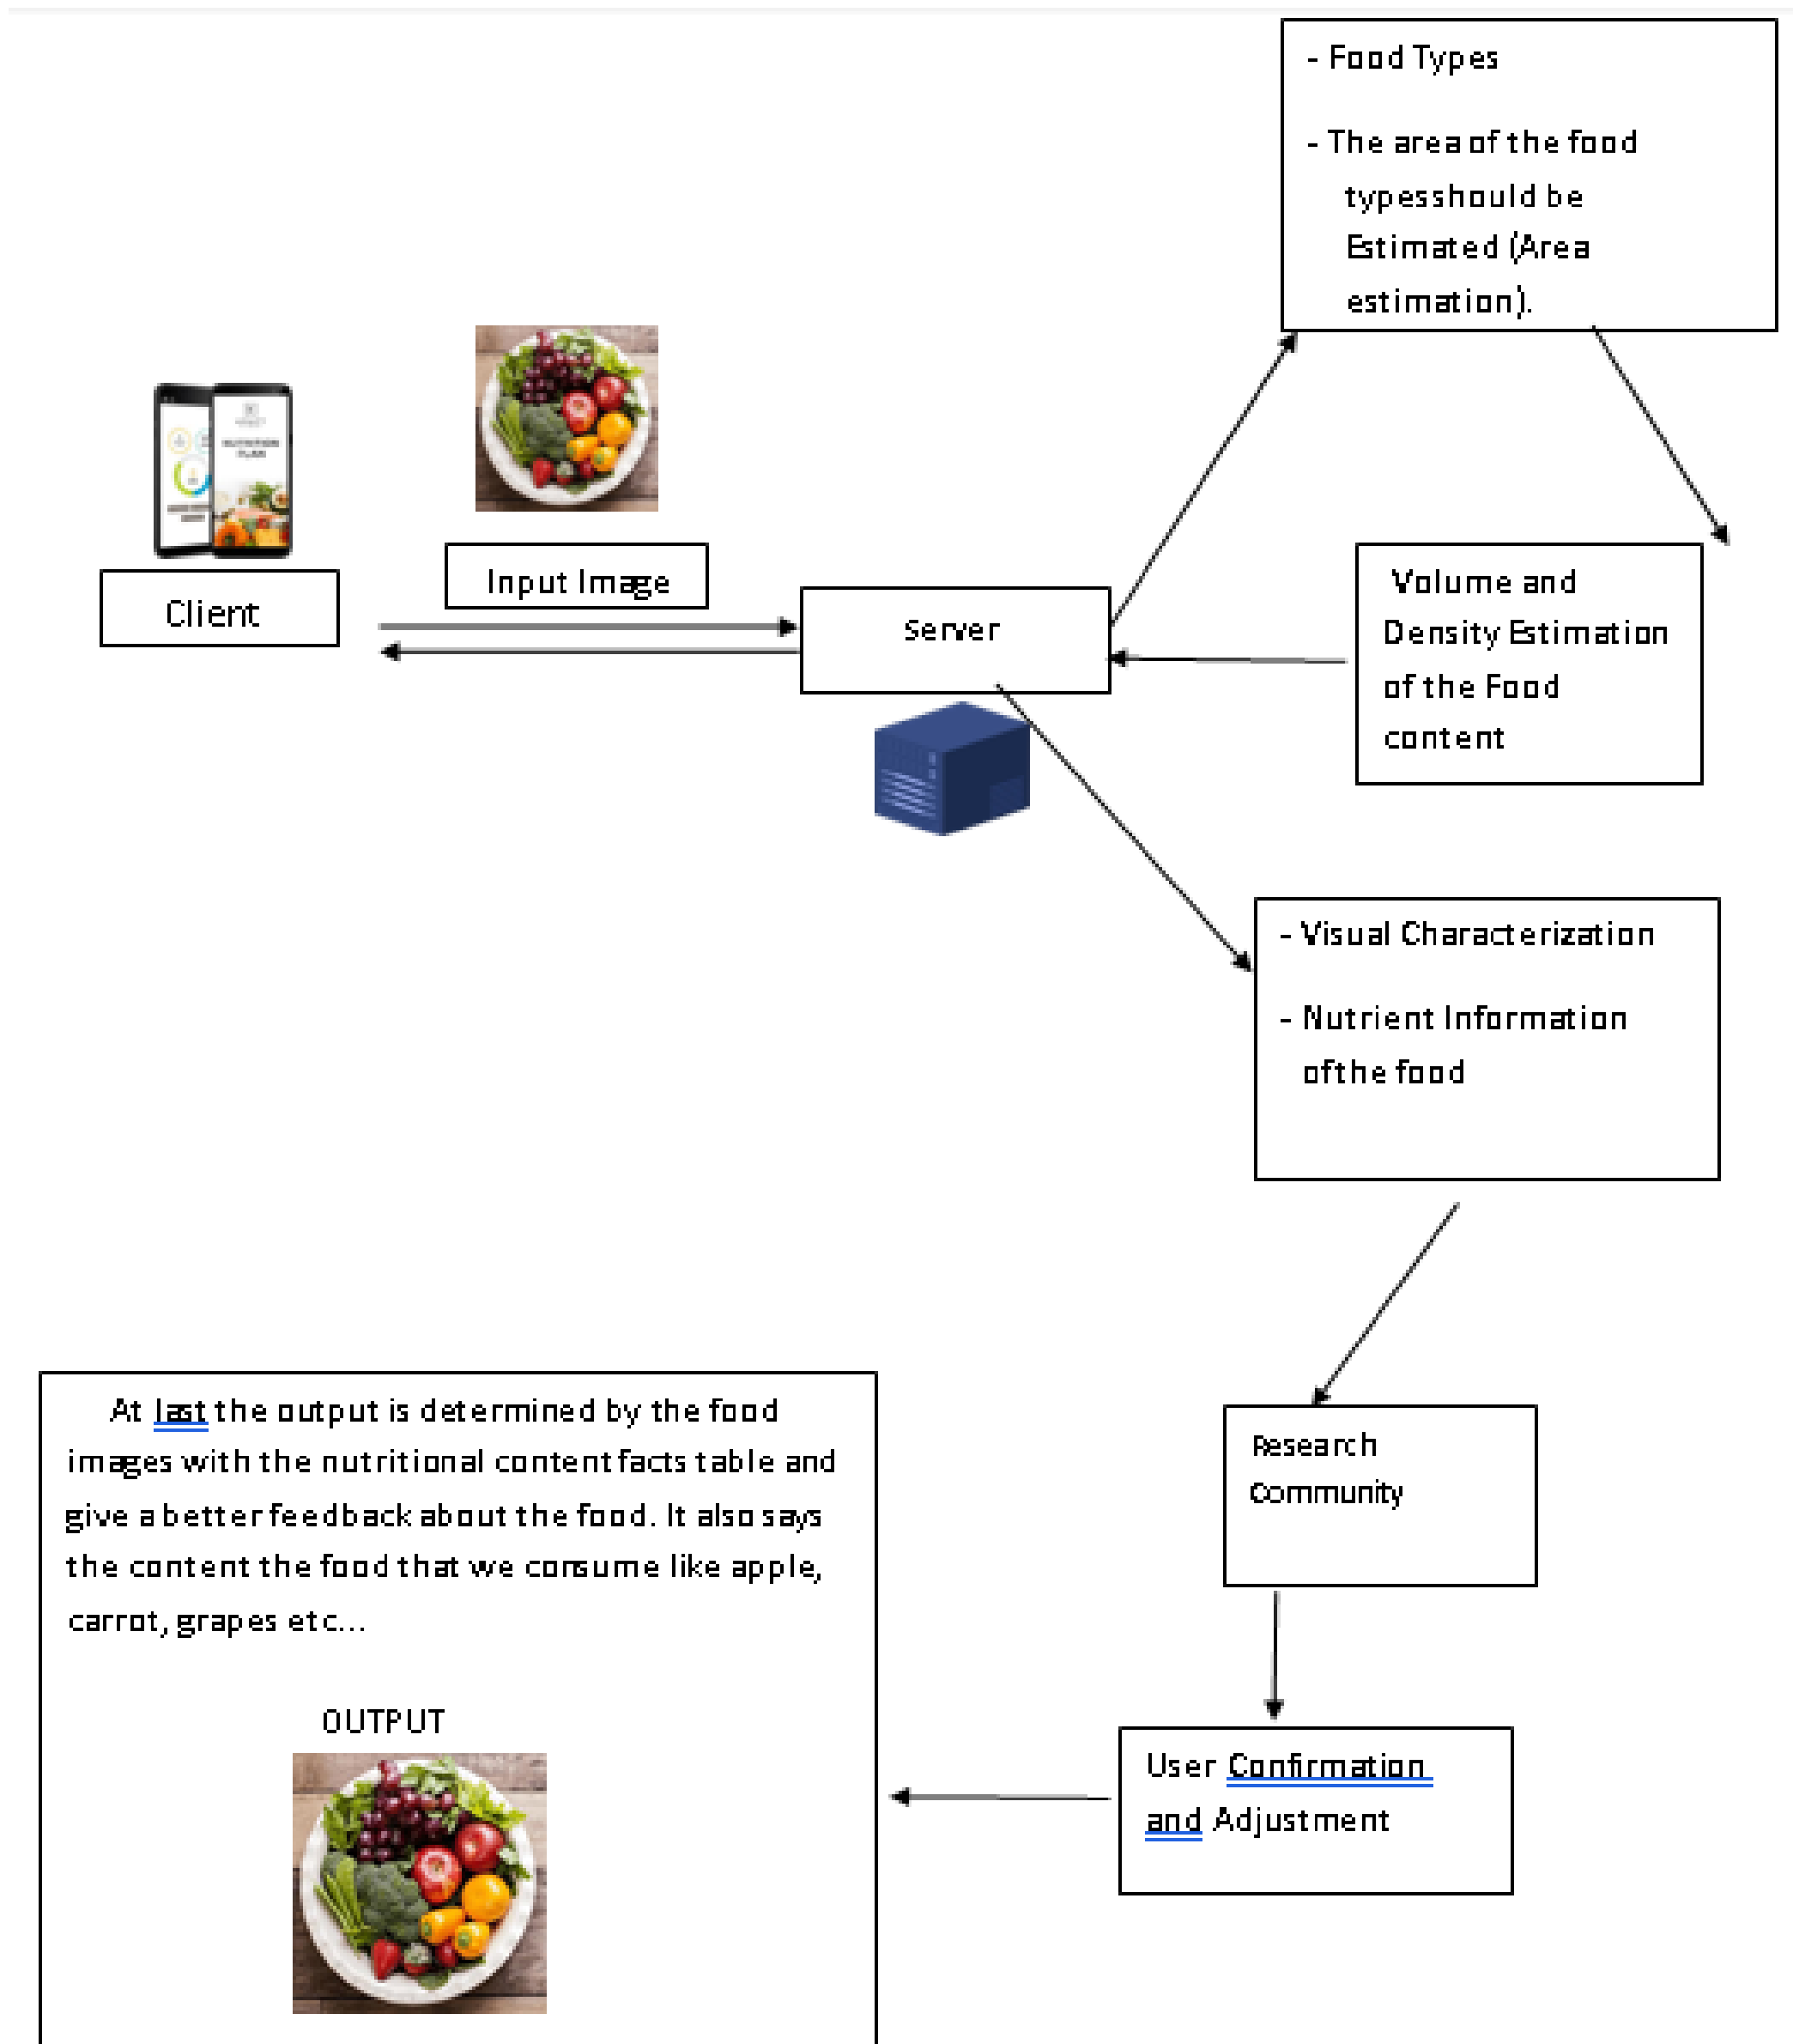 - Food Types
- The area of the food
typesshould be
Estimated (Area
estimation).
NUTRITION
PLAN
Input Image
Client
Server
Volume and
Density Estimation
of the Food
content
- Visual Characterization
- Nutrient Information
ofthe food
Research
Community
User Confirmation
and Adjustment
At last the output is determined by the food
images with the nutritional content facts table and
give a better feedback about the food. It also says
the content the food that we consume like apple,
carrot, grapes etc...
OUTPUT